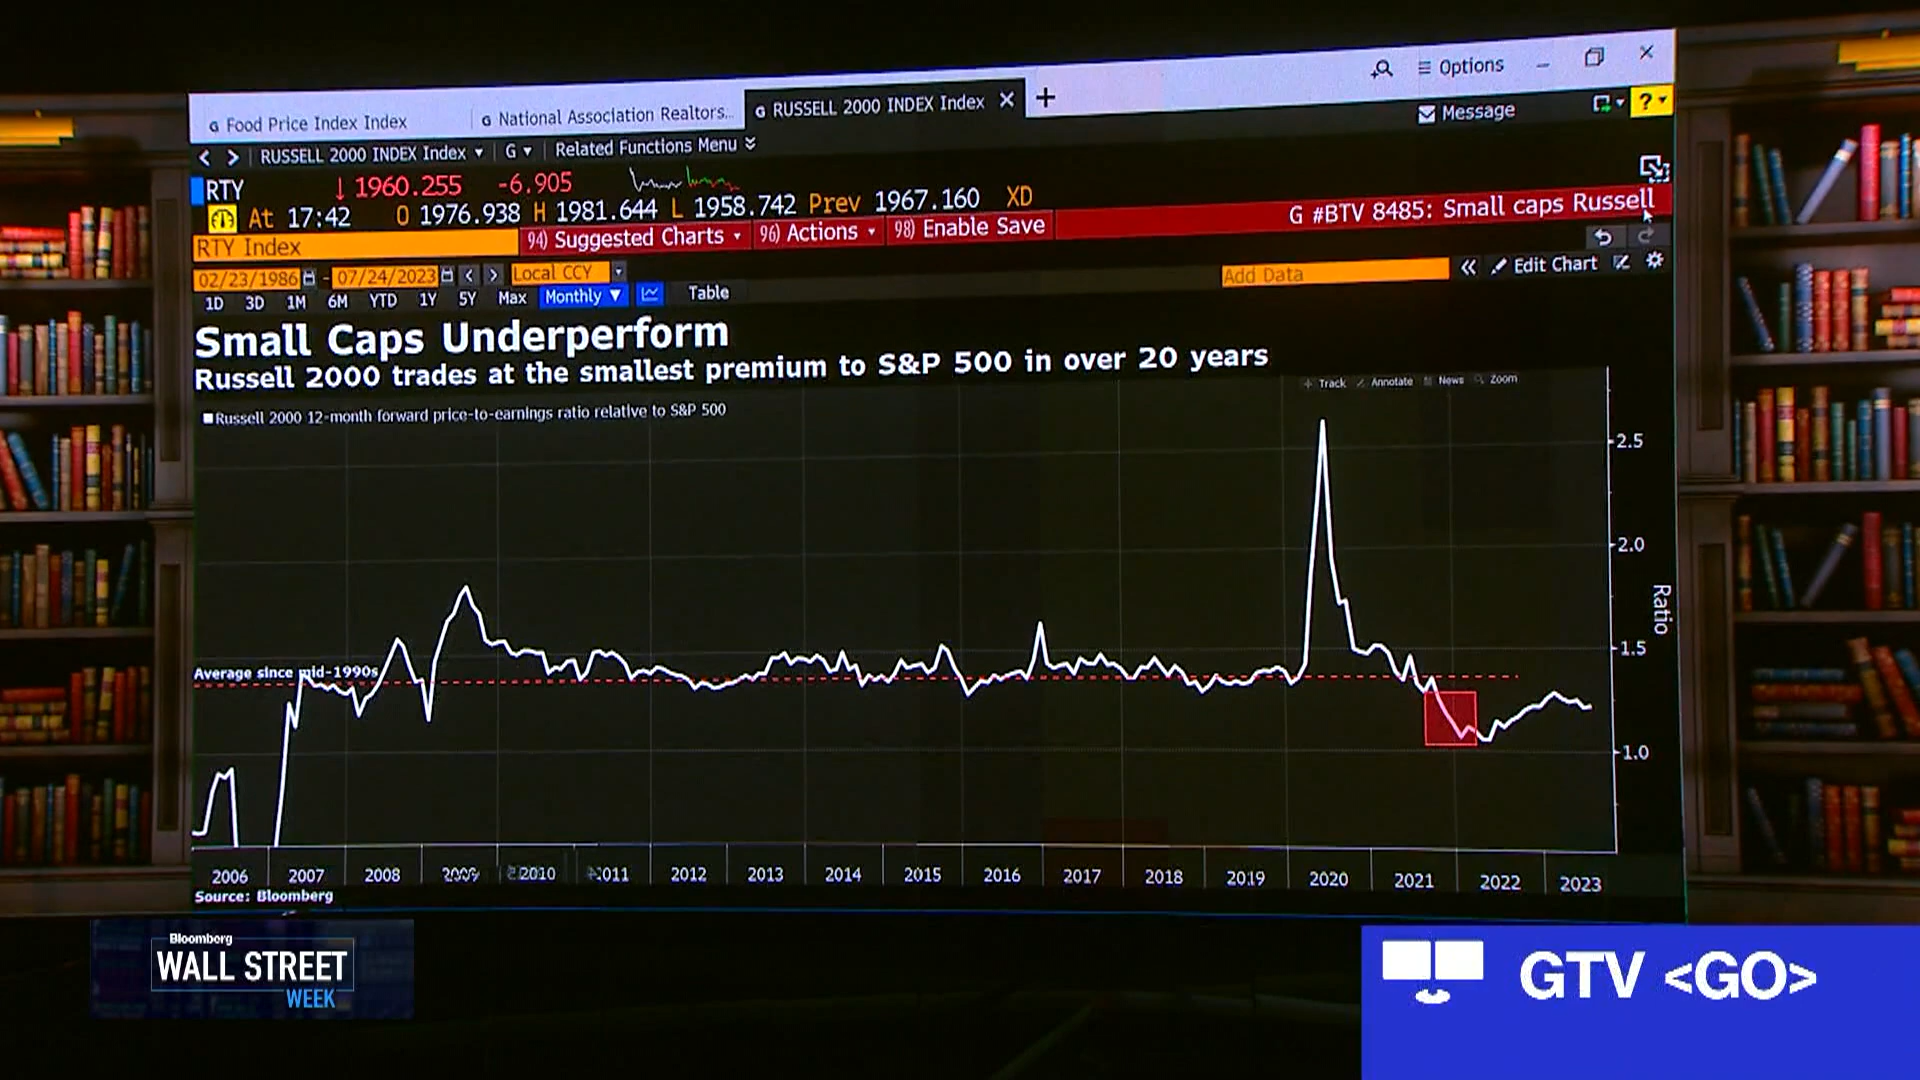 Options
Food Price Index Index
National Association Realtors...
RUSSELL 2000 INDEX Index
Message
RUSSELL 2000 INDEX Index
G
Related Functions Menu
RTY
1960.255
-6.905
At 17:42 O 1976.938 H 1981.644 L 1958.742 Prev 1967.160 XD
G #BTV 8485: Small caps Russell
RTY Index
94) Suggested Charts
96) Actions
98) Enable Save
02/23/1986 - 07/24/2023
Local CCY
Add Data
Edit Chart
1D 3D 1M 6M YTD 1Y 5Y Max Monthly Table
Small Caps Underperform
Russell 2000 trades at the smallest premium to S&P 500 in over 20 years
Track Annotate News Zoom
Russell 2000 12-month forward price-to-earnings ratio relative to S&P 500
2.5
2.0
Ratio
1.5
Average since mid-1990s
1.0
2006 2007 2008 2009 2010 2011 2012 2013 2014 2015 2016 2017 2018 2019 2020 2021 2022 2023
Source: Bloomberg
Bloomberg
WALL STREET
WEEK
GTV <GO>